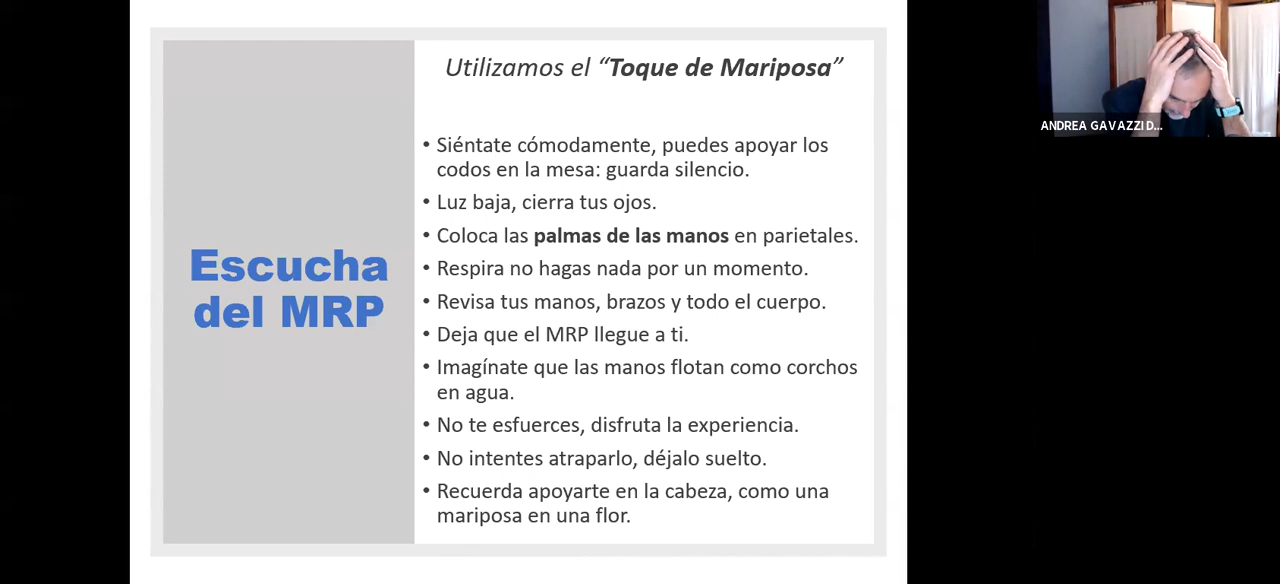 Utilizamos el “Toque de Mariposa”
Escucha
del MRP
• Siéntate cómodamente, puedes apoyar los
codos en la mesa: guarda silencio.
• Luz baja, cierra tus ojos.
• Coloca las palmas de las manos en parietales.
• Respira no hagas nada por un momento.
• Revisa tus manos, brazos y todo el cuerpo.
• Deja que el MRP llegue a ti.
• Imagínate que las manos flotan como corchos
en agua.
• No te esfuerces, disfruta la experiencia.
• No intentes atraparlo, déjalo suelto.
• Recuerda apoyarte en la cabeza, como una
mariposa en una flor.
ANDREA GAVAZZI D...